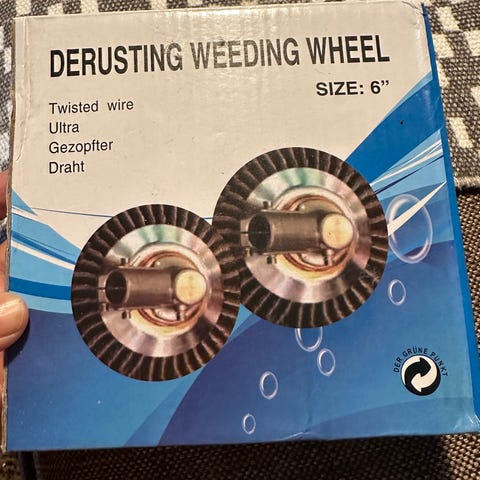 DERUSTING WEEDING WHEEL
SIZE: 6”
Twisted wire
Ultra
Gezopfter
Draht
DER GRÜNE PUNKT